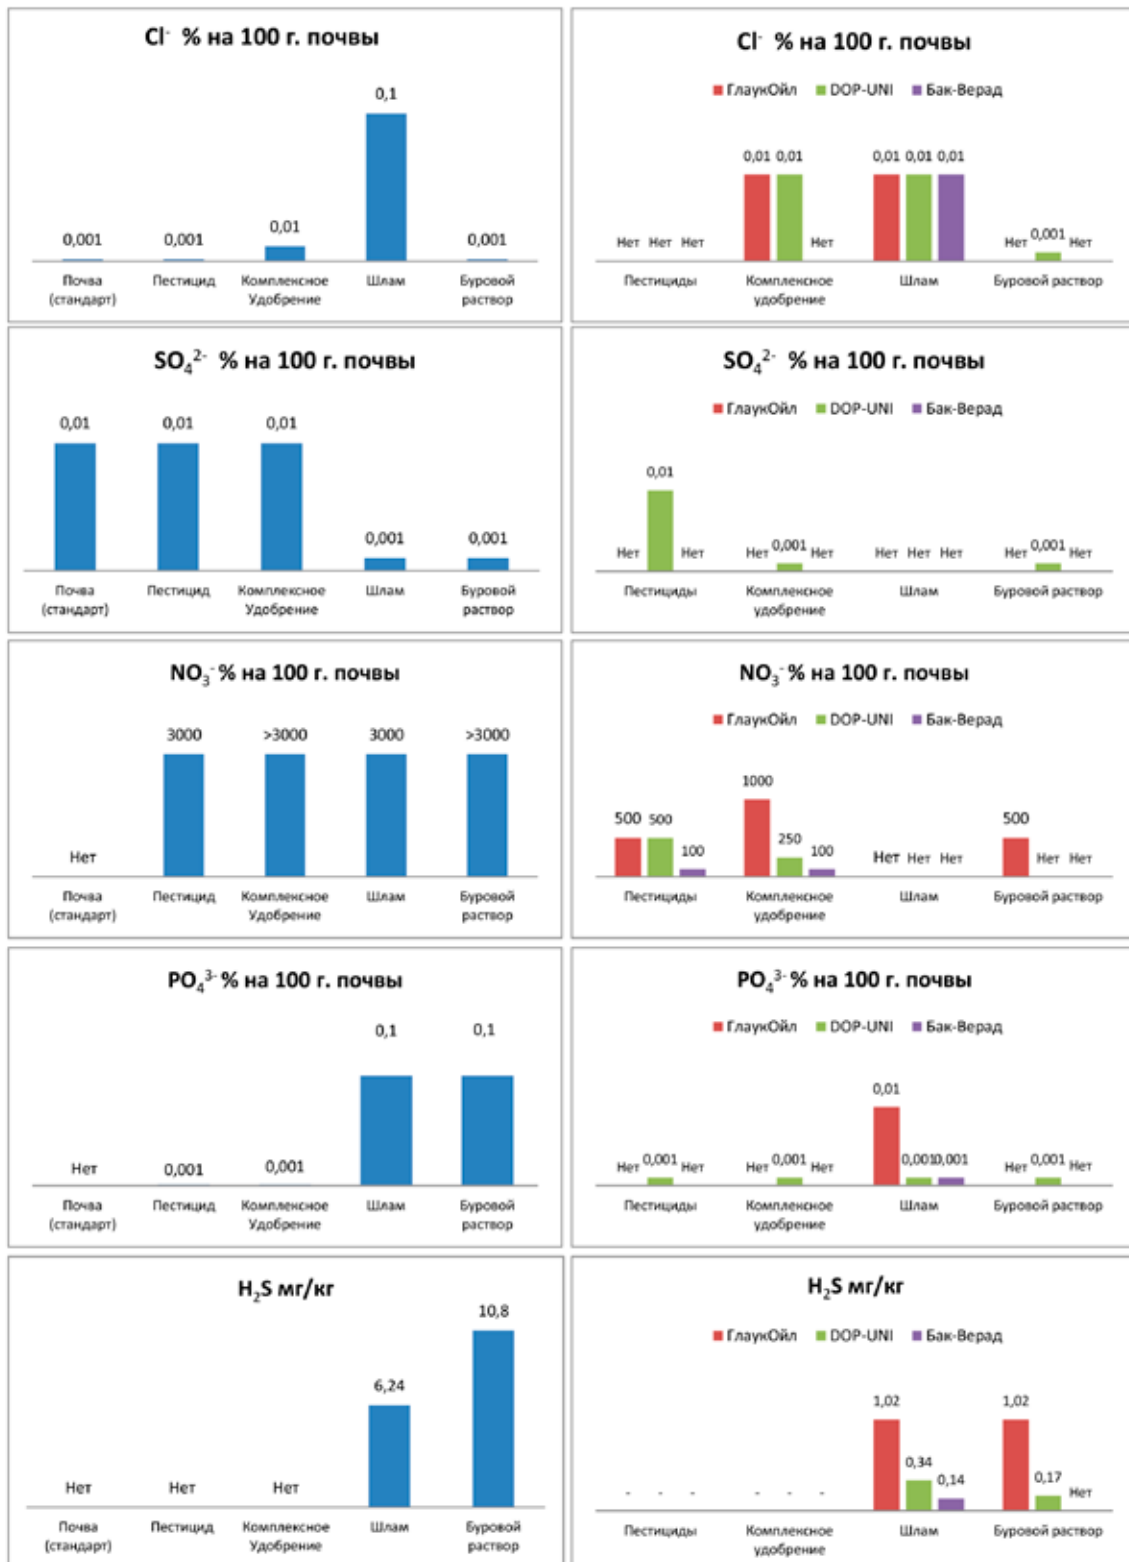 Cl⁻ % на 100 г. почвы
0,1
0,01
0,001 0,001 0,001
Почва (стандарт) Пестицид Комплексное Удобрение Шлам Буровой раствор
Cl⁻ % на 100 г. почвы
ГлаукОйл DOP-UNI Бак-Верад
0,01 0,01 0,01 0,01 0,01
Нет Нет Нет Нет Нет 0,001 Нет
Пестициды Комплексное удобрение Шлам Буровой раствор
SO₄²⁻ % на 100 г. почвы
0,01 0,01 0,01
0,001 0,001
Почва (стандарт) Пестицид Комплексное Удобрение Шлам Буровой раствор
SO₄²⁻ % на 100 г. почвы
ГлаукОйл DOP-UNI Бак-Верад
0,01
Нет Нет Нет 0,001 Нет Нет Нет Нет Нет 0,001 Нет
Пестициды Комплексное удобрение Шлам Буровой раствор
NO₃⁻ % на 100 г. почвы
3000 >3000 3000 >3000
Нет
Почва (стандарт) Пестицид Комплексное Удобрение Шлам Буровой раствор
NO₃⁻ % на 100 г. почвы
ГлаукОйл DOP-UNI Бак-Верад
1000
500 500 500
250
100 100
Нет Нет Нет Нет Нет
Пестициды Комплексное удобрение Шлам Буровой раствор
PO₄³⁻ % на 100 г. почвы
0,1 0,1
Нет 0,001 0,001
Почва (стандарт) Пестицид Комплексное Удобрение Шлам Буровой раствор
PO₄³⁻ % на 100 г. почвы
ГлаукОйл DOP-UNI Бак-Верад
0,01
Нет 0,001 Нет Нет 0,001 Нет 0,001 0,001 Нет 0,001 Нет
Пестициды Комплексное удобрение Шлам Буровой раствор
H₂S мг/кг
10,8
6,24
Нет Нет Нет
Почва (стандарт) Пестицид Комплексное Удобрение Шлам Буровой раствор
H₂S мг/кг
ГлаукОйл DOP-UNI Бак-Верад
1,02 1,02
0,34
0,14 0,17 Нет
- - - - - -
Пестициды Комплексное удобрение Шлам Буровой раствор